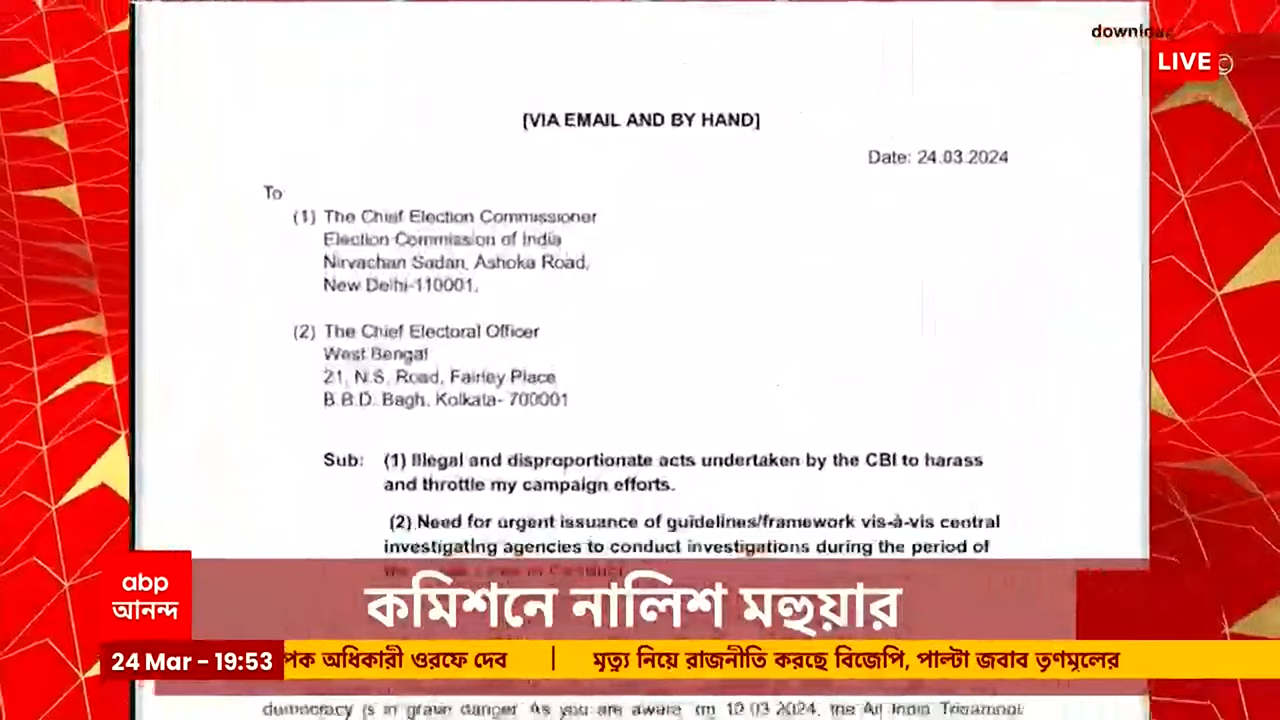 LIVE
[VIA EMAIL AND BY HAND]
Date: 24.03.2024
To
(1) The Chief Election Commissioner
Election Commission of India
Nirvachan Sadan, Ashoka Road,
New Delhi-110001.
(2) The Chief Electoral Officer
West Bengal
21, N.S. Road, Fairley Place
B.B.D. Bagh, Kolkata- 700001
Sub: (1) Illegal and disproportionate acts undertaken by the CBI to harass
and throttle my campaign efforts.
(2) Need for urgent issuance of guidelines/framework vis-à-vis central
investigating agencies to conduct investigations during the period of
abp
আনন্দ
কমিশনে নালিশ মহুয়ার
24 Mar - 19:53
পক অধিকারী ওরফে দেব | মৃত্যু নিয়ে রাজনীতি করছে বিজেপি, পাল্টা জবাব তৃণমূলের
democracy is in grave danger. As you are aware on 10.03.2024, the All India Trinamool